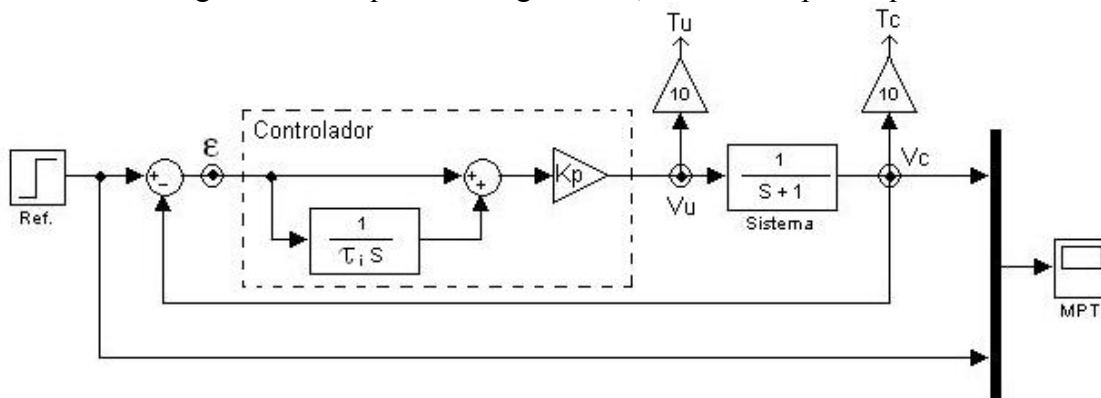 Tu
Tc
10
10
Controlador
ε
+
-
+
+
Kp
Vu
1
S + 1
Sistema
Vc
Ref.
1
τi S
MPT